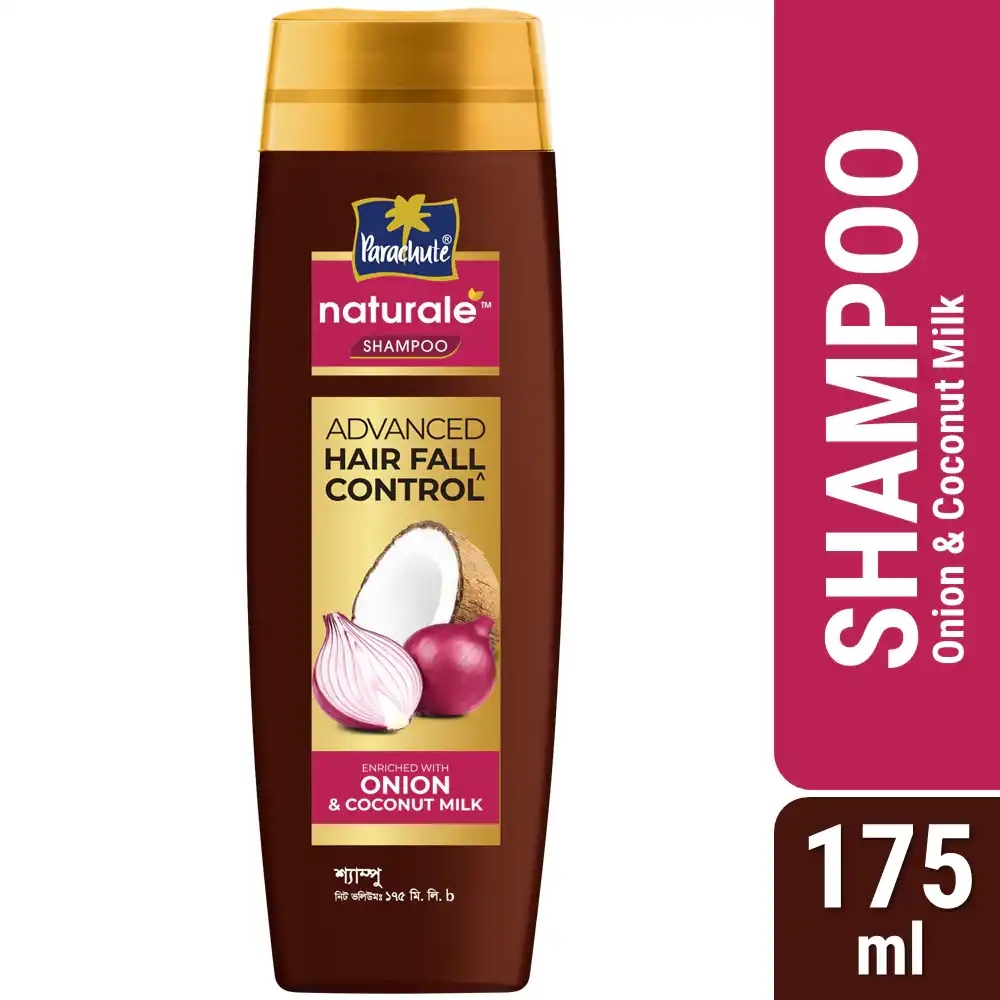 Parachute®
naturale™
SHAMPOO
ADVANCED
HAIR FALL
CONTROL^
ENRICHED WITH
ONION
& COCONUT MILK
শ্যাম্পু
নিট ভলিউমঃ ১৭৫ মি. লি. b
SHAMPOO
Onion & Coconut Milk
175
ml